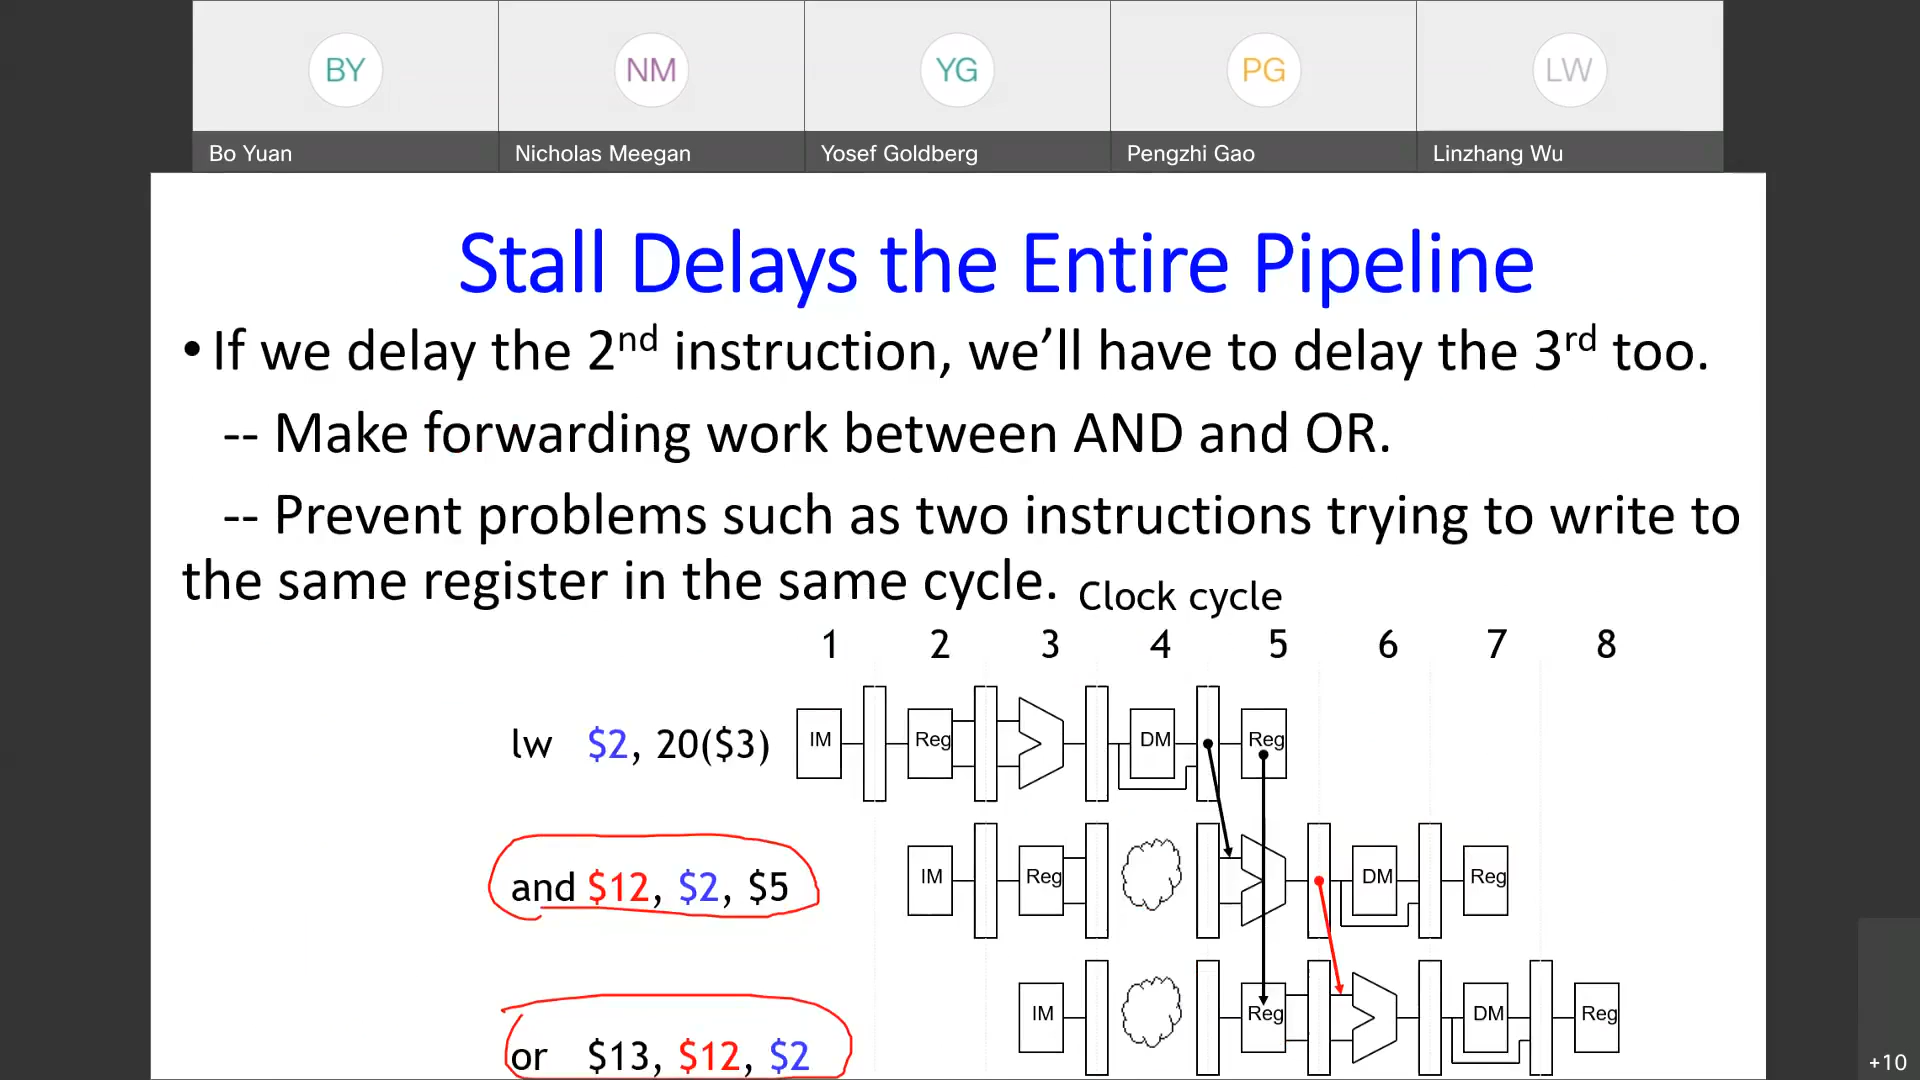 BY NM YG PG LW
Bo Yuan Nicholas Meegan Yosef Goldberg Pengzhi Gao Linzhang Wu
Stall Delays the Entire Pipeline
• If we delay the 2nd instruction, we’ll have to delay the 3rd too.
-- Make forwarding work between AND and OR.
-- Prevent problems such as two instructions trying to write to
the same register in the same cycle.
Clock cycle
1 2 3 4 5 6 7 8
lw $2, 20($3) IM Reg DM Reg
and $12, $2, $5 IM Reg DM Reg
or $13, $12, $2 IM Reg DM Reg
+10